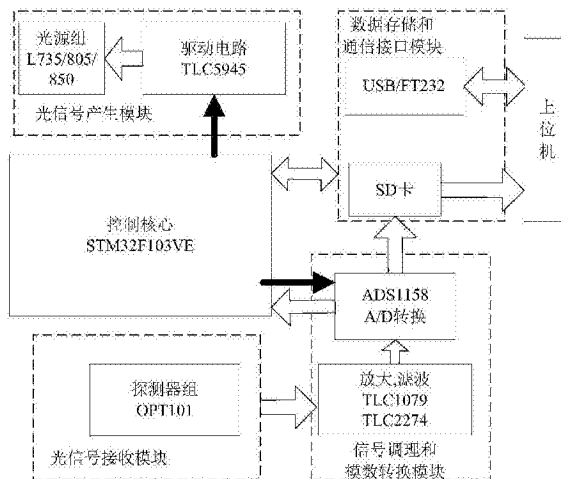 光源组
L735/805/
850
驱动电路
TLC5945
光信号产生模块
数据存储和
通信接口模块
USB/FT232
SD卡
上
位
机
控制核心
STM32F103VE
ADS1158
A/D转换
探测器组
OPT101
光信号接收模块
放大,滤波
TLC1079
TLC2274
信号调理和
模数转换模块